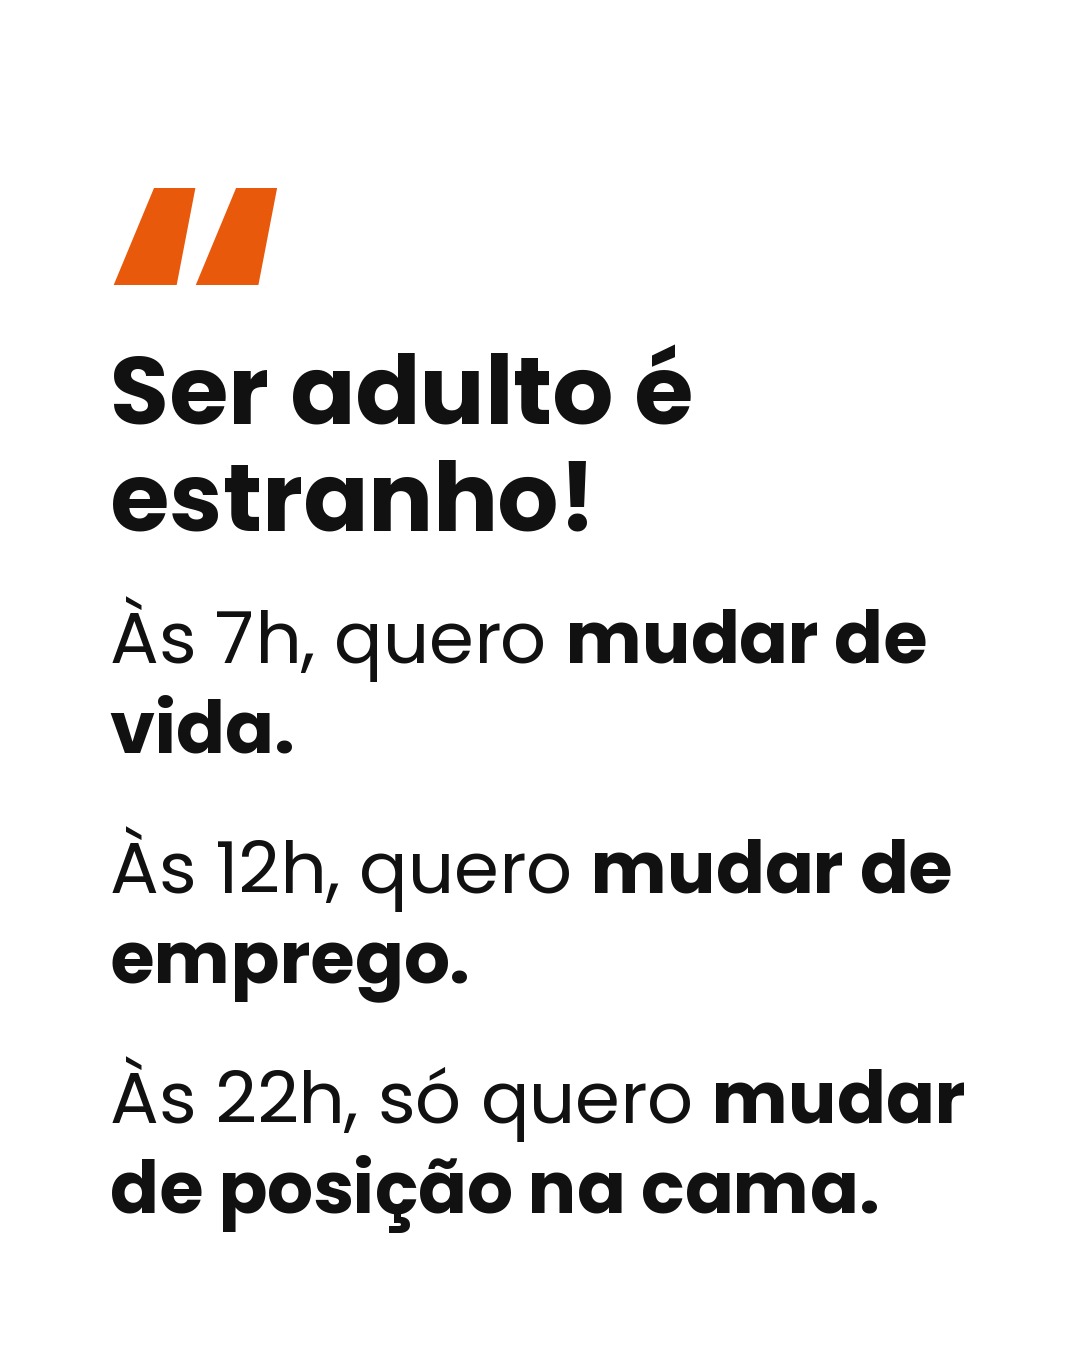 Ser adulto é
estranho!
Às 7h, quero mudar de
vida.
Às 12h, quero mudar de
emprego.
Às 22h, só quero mudar
de posição na cama.